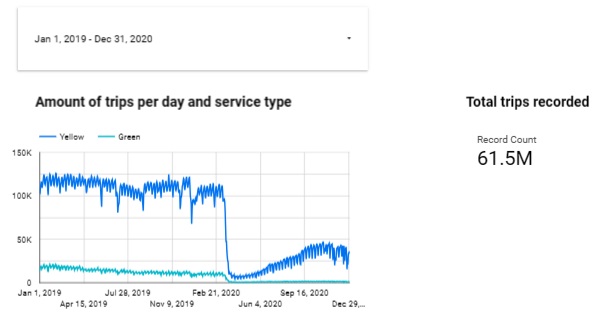 Jan 1, 2019 - Dec 31, 2020
Amount of trips per day and service type
Total trips recorded
Yellow
Green
Record Count
61.5M
150K
100K
50K
0
Jan 1, 2019
Jul 28, 2019
Feb 21, 2020
Sep 16, 2020
Apr 15, 2019
Nov 9, 2019
Jun 4, 2020
Dec 29,...